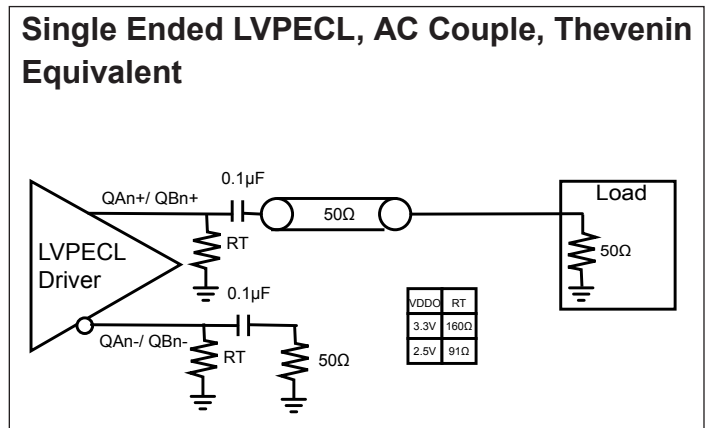 Single Ended LVPECL, AC Couple, Thevenin
Equivalent
0.1µF
QAn+/ QBn+
50Ω
Load
LVPECL
Driver
RT
50Ω
0.1µF
VDDO RT
3.3V 160Ω
2.5V 91Ω
QAn-/ QBn-
RT
50Ω